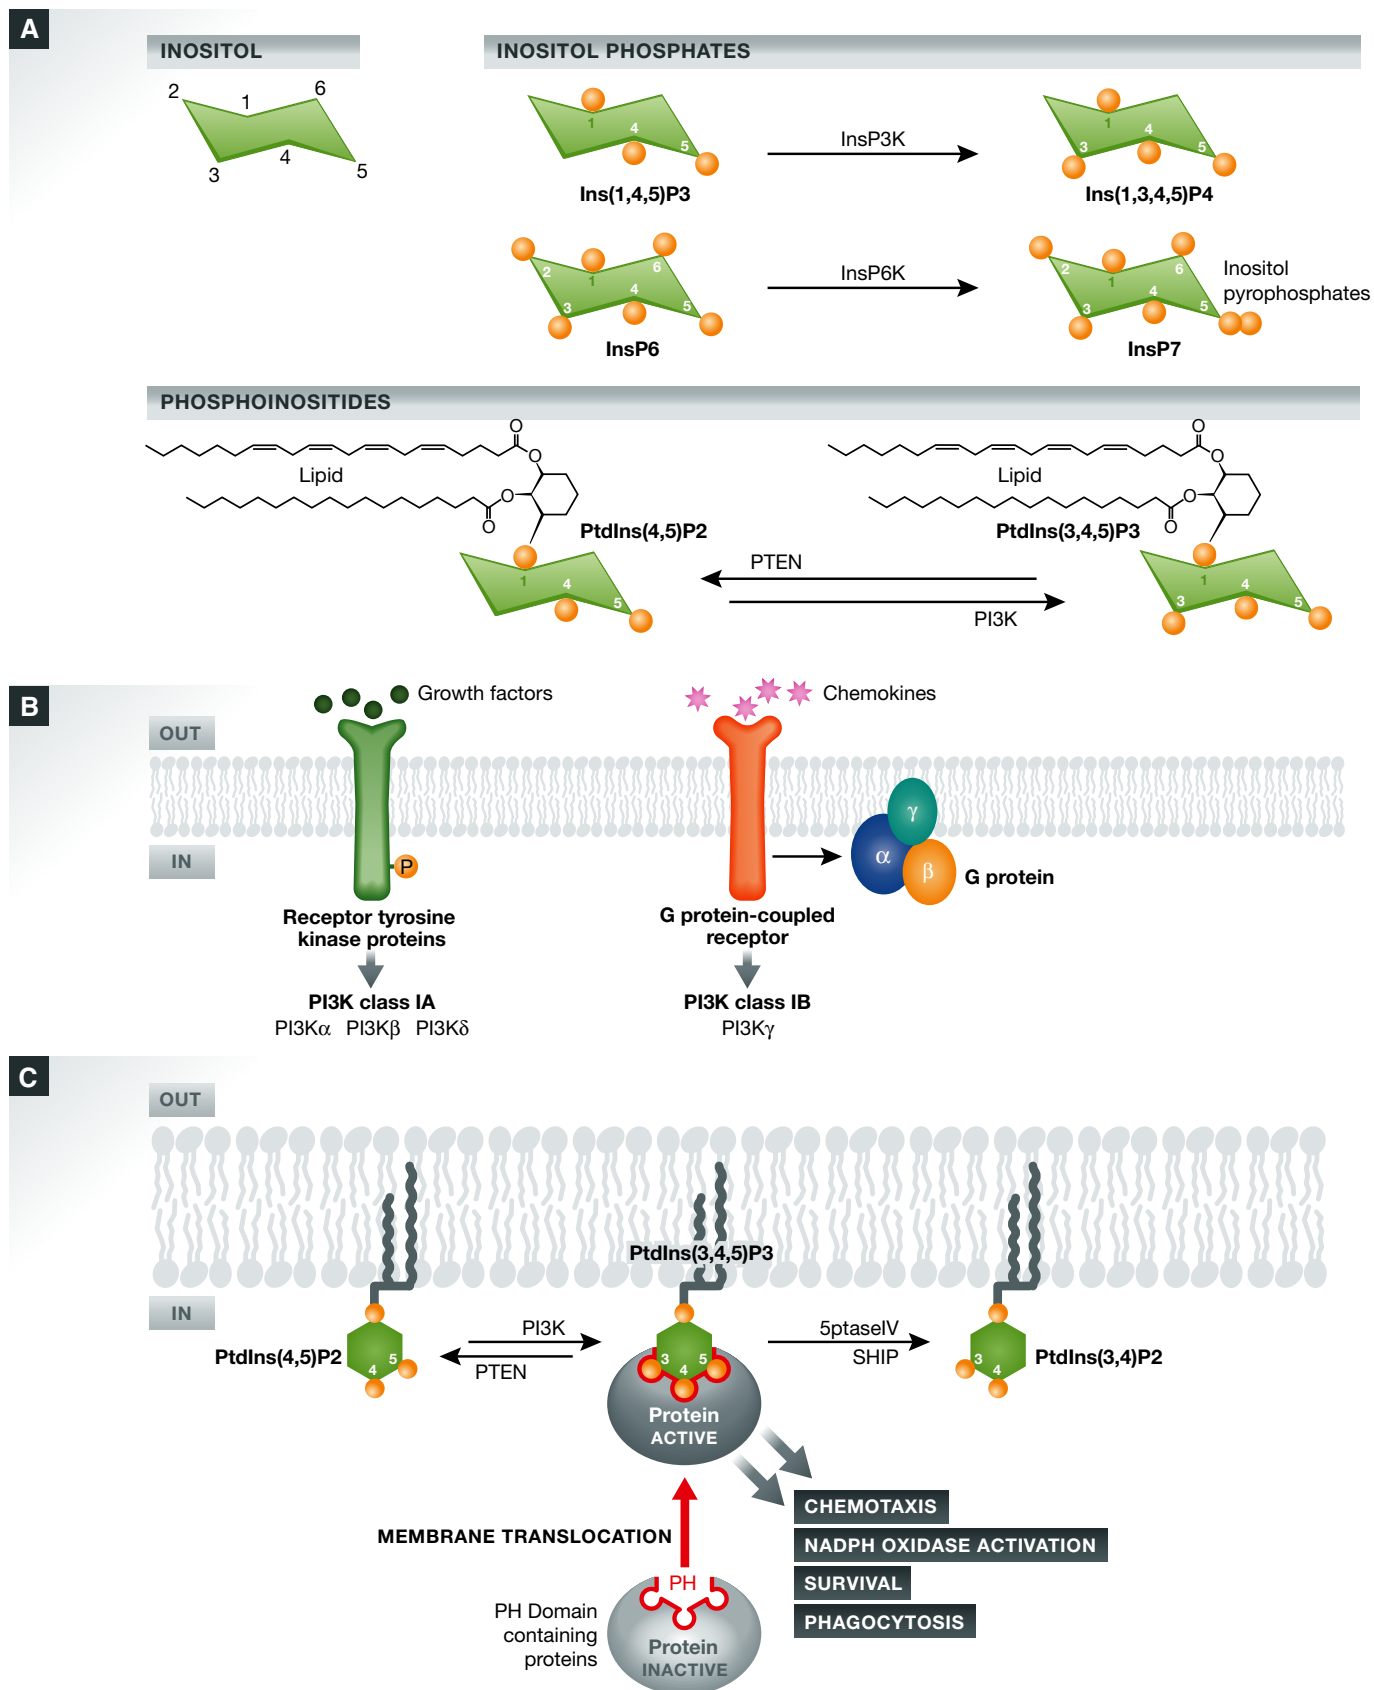 A
INOSITOL
INOSITOL PHOSPHATES
2
1
6
3
4
5
1
4
5
Ins(1,4,5)P3
InsP3K
1
3
4
5
Ins(1,3,4,5)P4
2
1
6
3
4
5
InsP6
InsP6K
2
1
6
3
4
5
InsP7
Inositol
pyrophosphates
PHOSPHOINOSITIDES
O
O
Lipid
O
O
PtdIns(4,5)P2
1
4
5
PTEN
PI3K
O
O
Lipid
O
O
PtdIns(3,4,5)P3
1
3
4
5
B
OUT
IN
Growth factors
P
Receptor tyrosine
kinase proteins
PI3K class IA
PI3Kα PI3Kβ PI3Kδ
Chemokines
G protein-coupled
receptor
PI3K class IB
PI3Kγ
γ
α
β
G protein
C
OUT
IN
PtdIns(4,5)P2
5
4
PI3K
PTEN
PtdIns(3,4,5)P3
3
4
5
Protein
ACTIVE
5ptaseIV
SHIP
3
4
PtdIns(3,4)P2
MEMBRANE TRANSLOCATION
PH
PH Domain
containing
proteins
Protein
INACTIVE
CHEMOTAXIS
NADPH OXIDASE ACTIVATION
SURVIVAL
PHAGOCYTOSIS